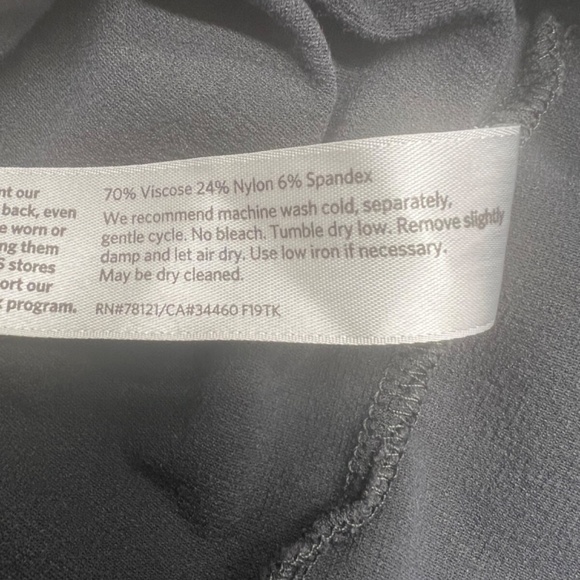 nt our
back, even
e worn or
ng them
stores
ort our
program.
70% Viscose 24% Nylon 6% Spandex
We recommend machine wash cold, separately,
gentle cycle. No bleach. Tumble dry low. Remove slightly
damp and let air dry. Use low iron if necessary.
May be dry cleaned.
RN#78121/CA#34460 F19TK